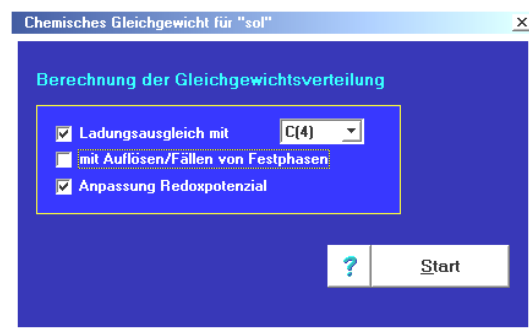 Chemisches Gleichgewicht für "sol"
Berechnung der Gleichgewichtsverteilung
Ladungsausgleich mit C(4)
mit Auflösen/Fällen von Festphasen
Anpassung Redoxpotenzial
? Start